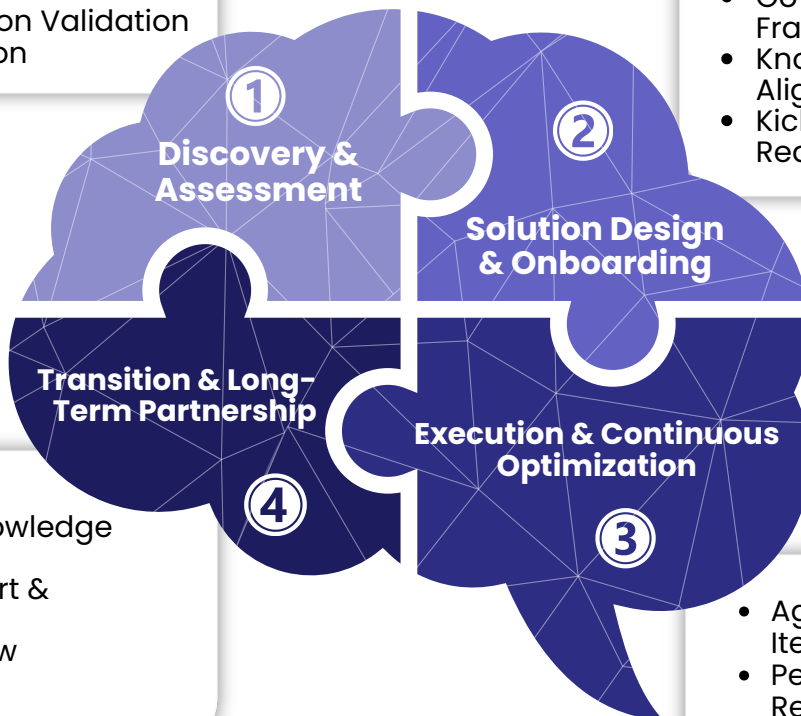 on Validation
on
1
Discovery &
Assessment
2
Solution Design
& Onboarding
Transition & Long-
Term Partnership
4
Execution & Continuous
Optimization
3
owledge
rt &
w
Fra
Kno
Alig
Kic
Rea
Ag
Ite
Pe
Re